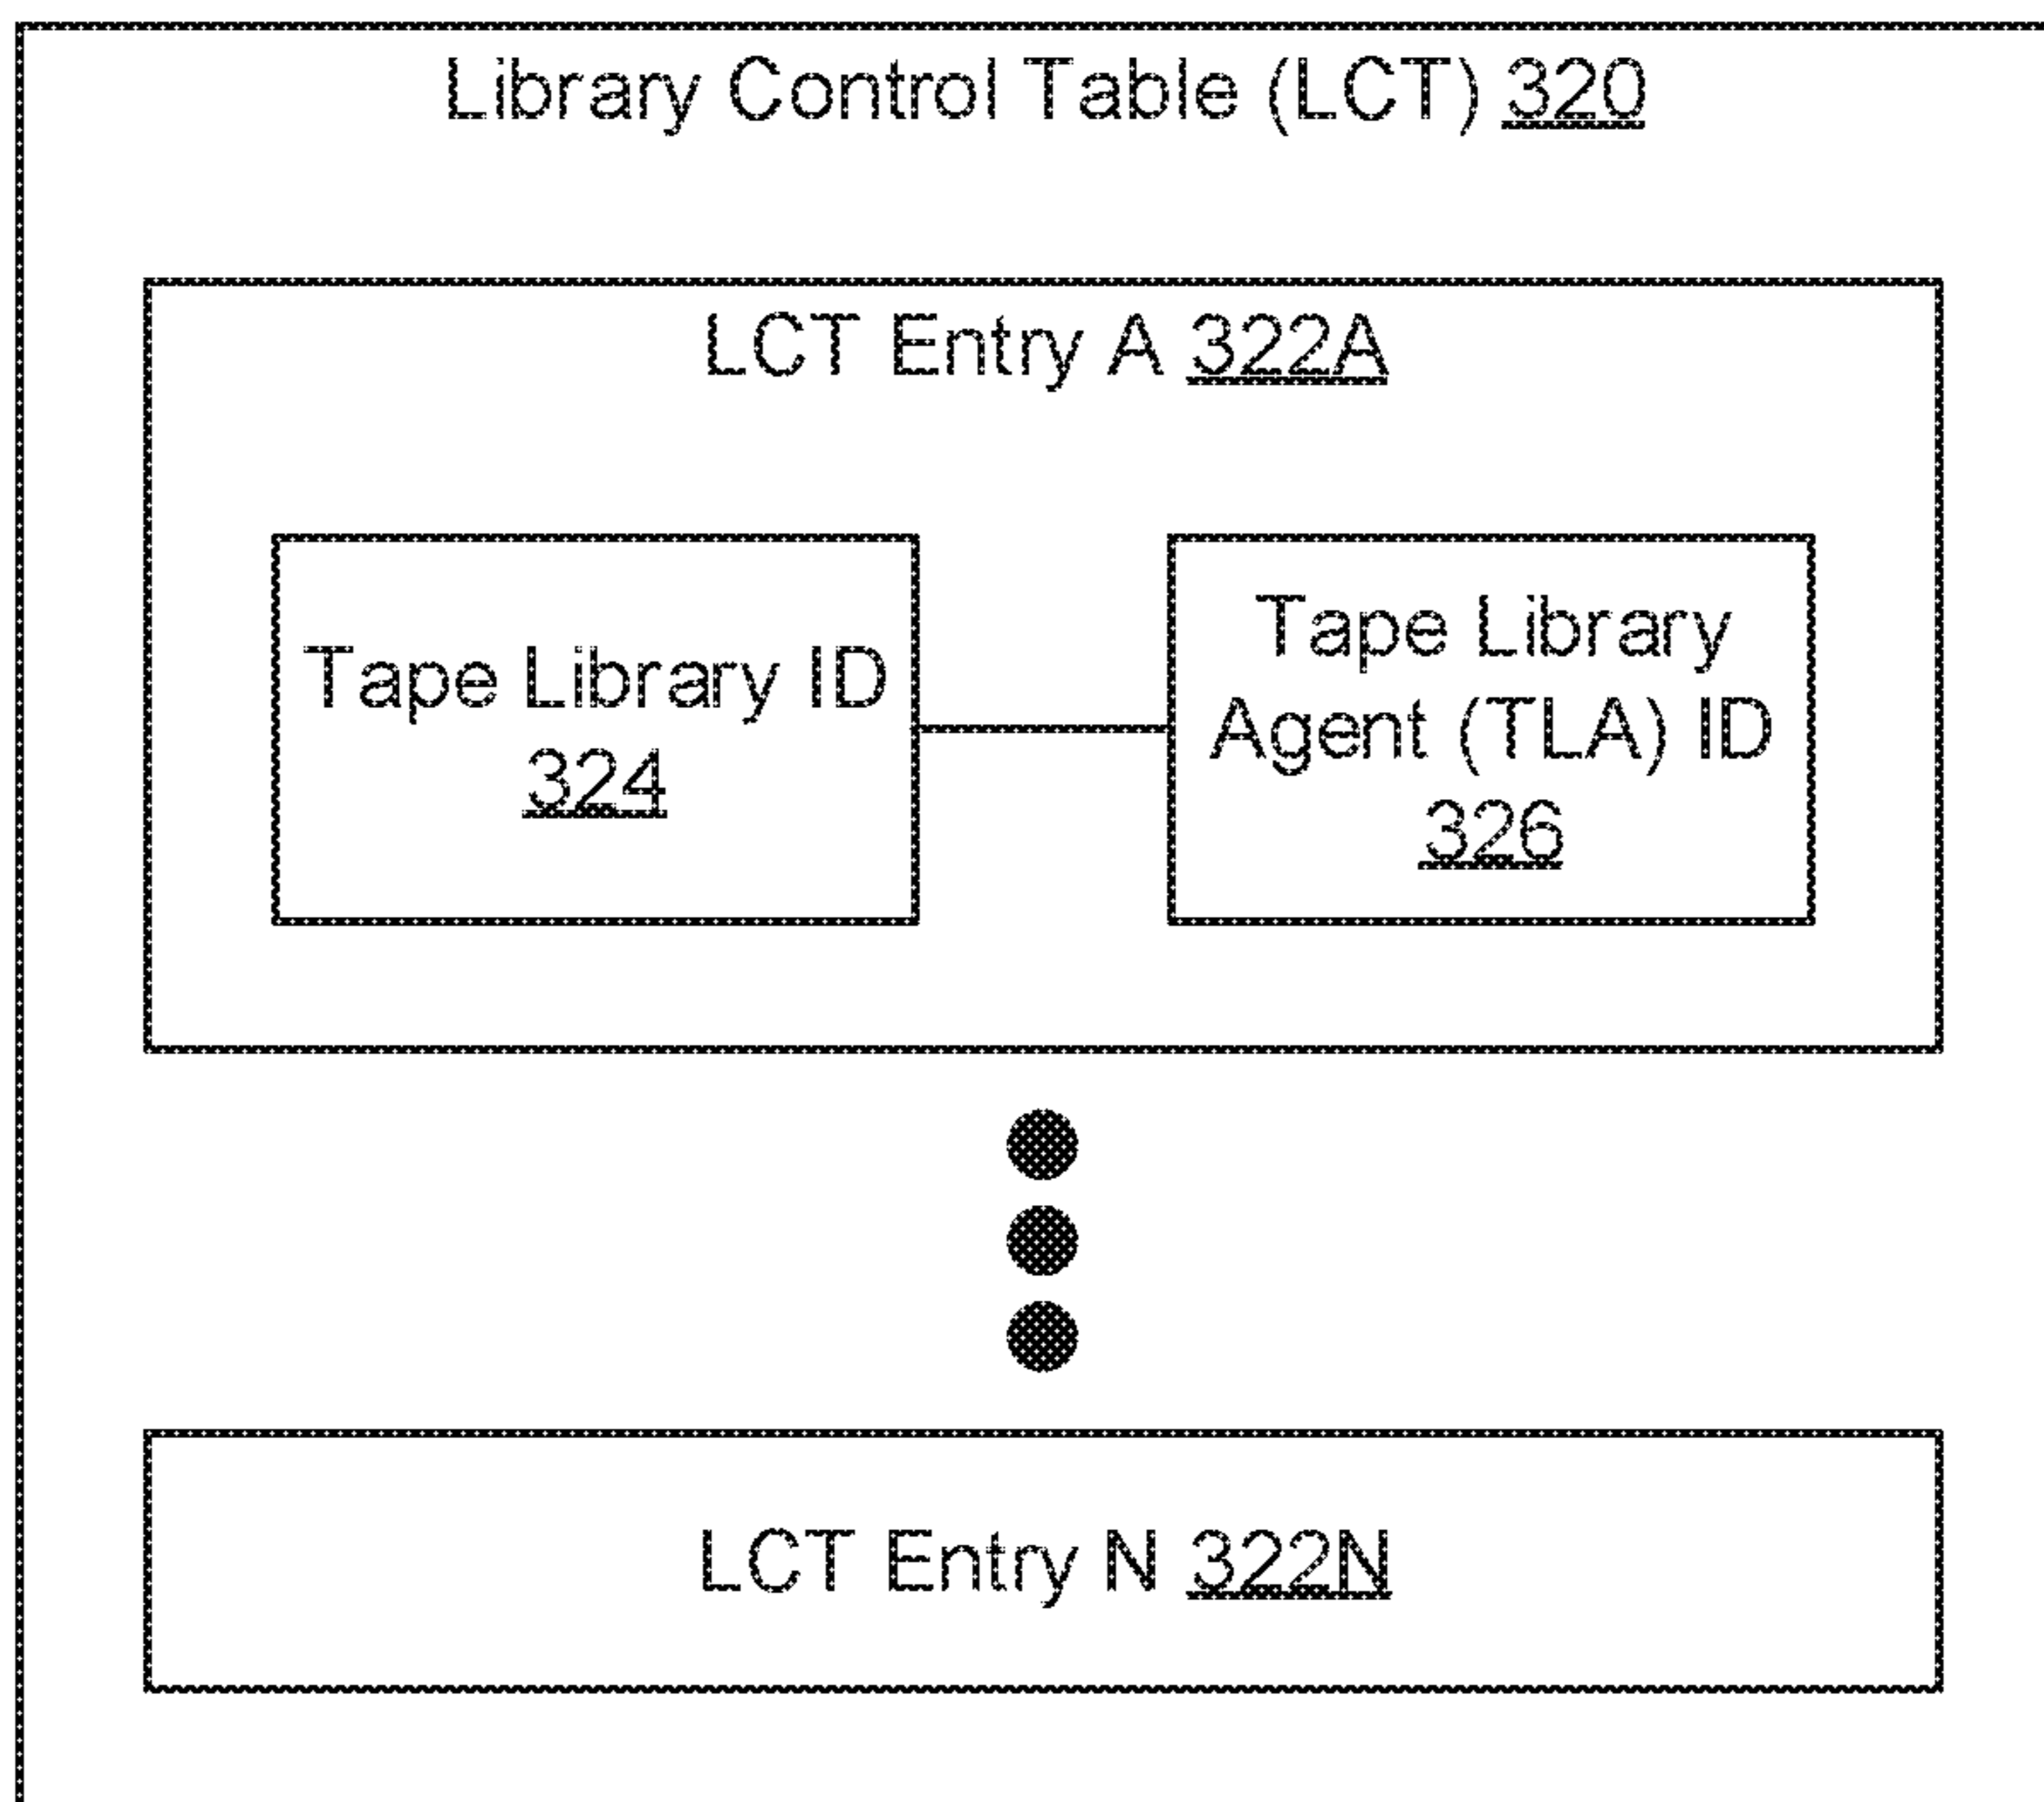 Library Control Table (LCT) 320
LCT Entry A 322A
Tape Library ID
324
Tape Library
Agent (TLA) ID
326
LCT Entry N 322N